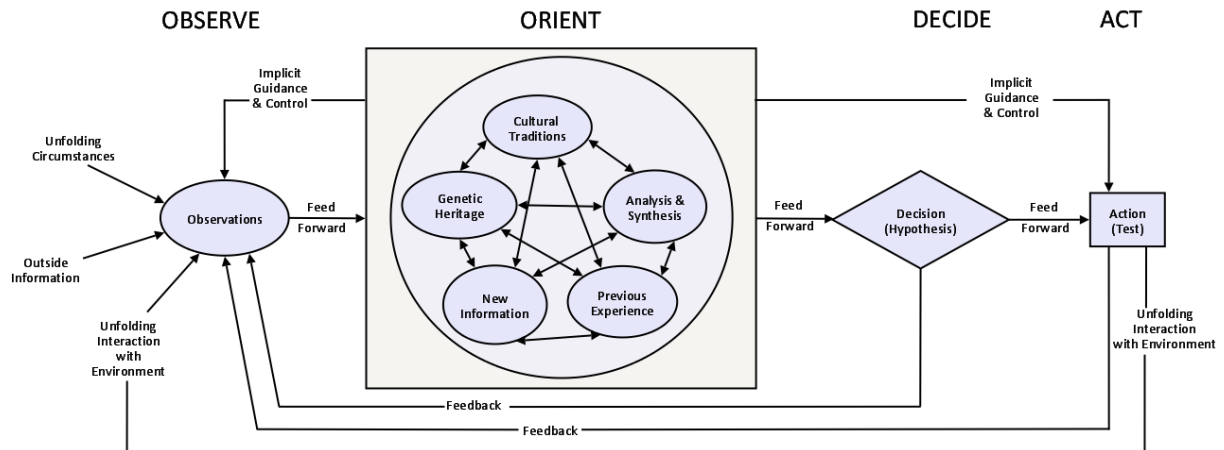 OBSERVE
ORIENT
DECIDE
ACT
Implicit
Guidance
& Control
Implicit
Guidance
& Control
Unfolding
Circumstances
Observations
Outside
Information
Unfolding
Interaction
with
Environment
Feed
Forward
Cultural
Traditions
Genetic
Heritage
Analysis &
Synthesis
New
Information
Previous
Experience
Feed
Forward
Decision
(Hypothesis)
Feed
Forward
Action
(Test)
Unfolding
Interaction
with Environment
Feedback
Feedback